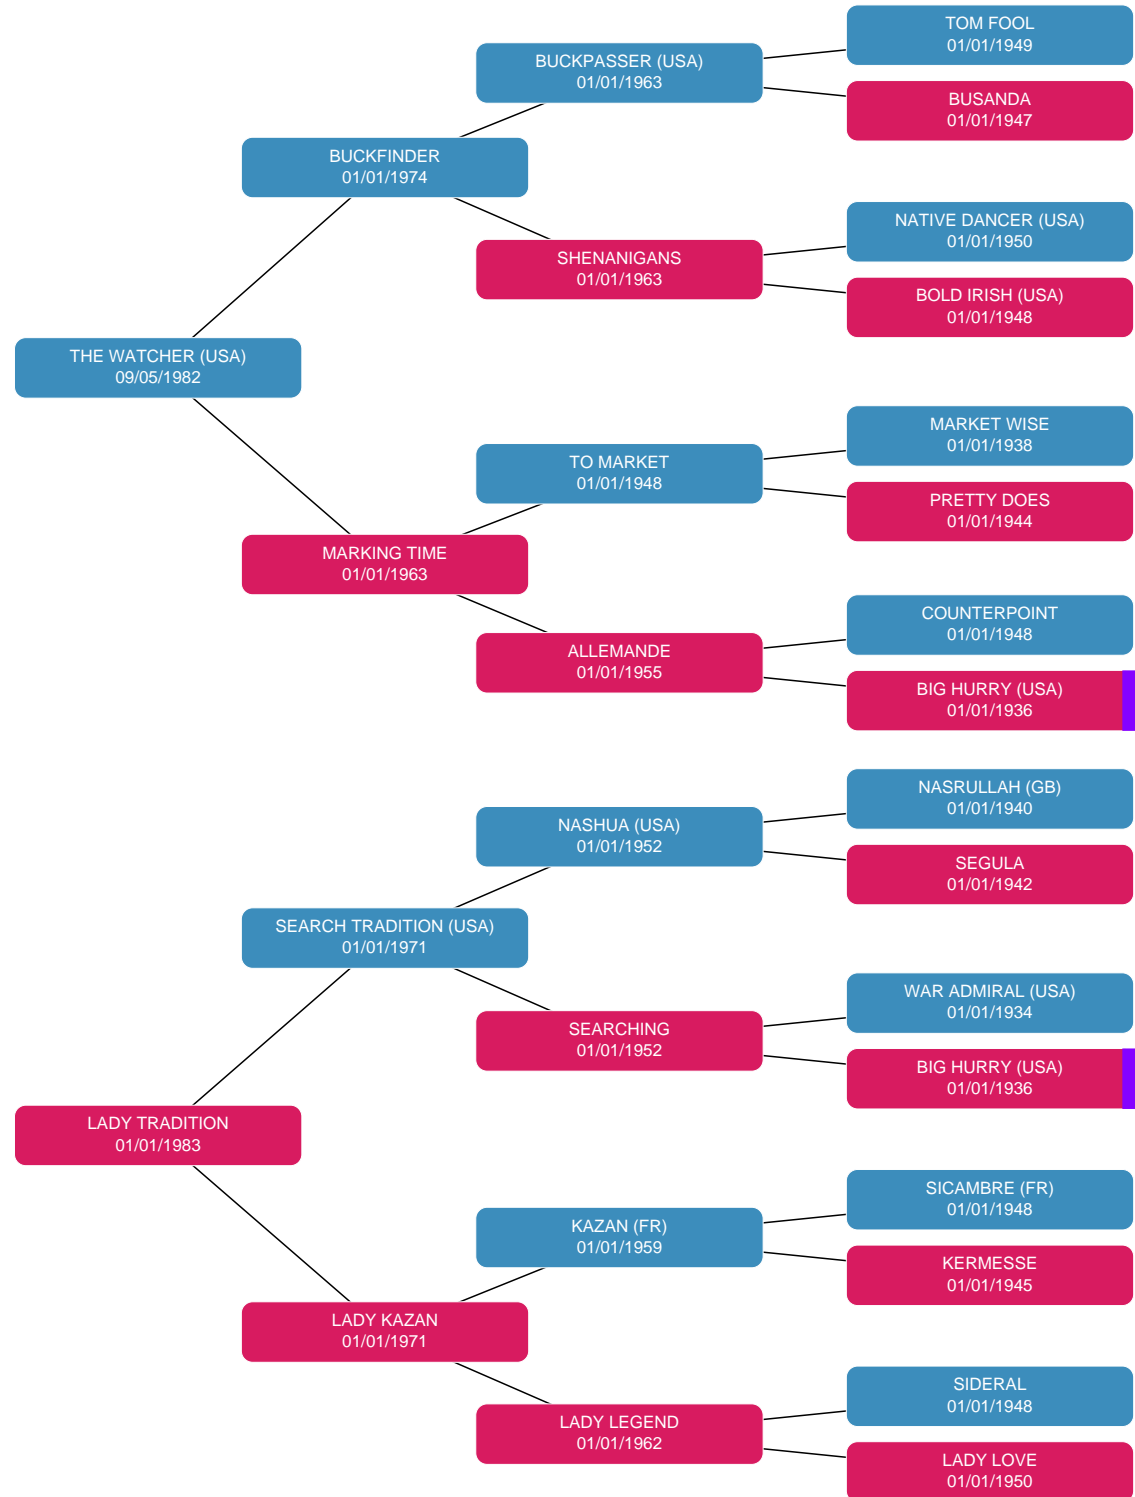 TOM FOOL
01/01/1949
BUCKPASSER (USA)
01/01/1963
BUSANDA
01/01/1947
BUCKFINDER
01/01/1974
NATIVE DANCER (USA)
01/01/1950
SHENANIGANS
01/01/1963
BOLD IRISH (USA)
01/01/1948
THE WATCHER (USA)
09/05/1982
MARKET WISE
01/01/1938
TO MARKET
01/01/1948
PRETTY DOES
01/01/1944
MARKING TIME
01/01/1963
COUNTERPOINT
01/01/1948
ALLEMANDE
01/01/1955
BIG HURRY (USA)
01/01/1936
NASRULLAH (GB)
01/01/1940
NASHUA (USA)
01/01/1952
SEGULA
01/01/1942
SEARCH TRADITION (USA)
01/01/1971
WAR ADMIRAL (USA)
01/01/1934
SEARCHING
01/01/1952
BIG HURRY (USA)
01/01/1936
LADY TRADITION
01/01/1983
SICAMBRE (FR)
01/01/1948
KAZAN (FR)
01/01/1959
KERMESSE
01/01/1945
LADY KAZAN
01/01/1971
SIDERAL
01/01/1948
LADY LEGEND
01/01/1962
LADY LOVE
01/01/1950